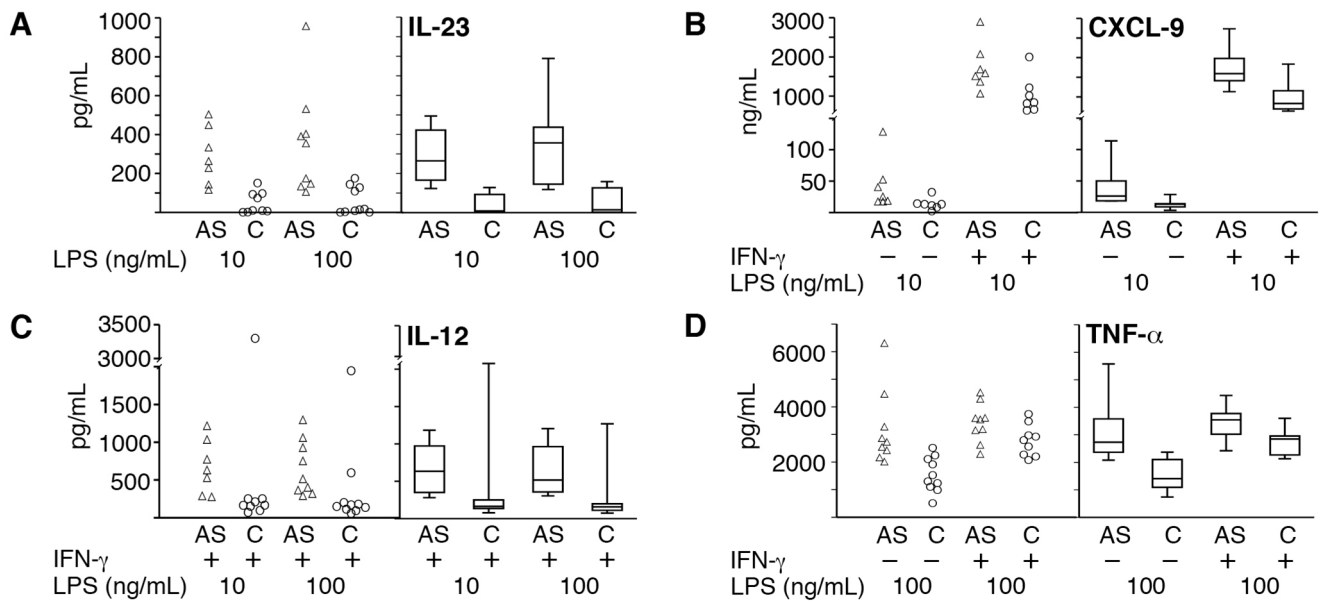 A
IL-23
pg/mL
1000
800
600
400
200
AS C AS C AS C AS C
LPS (ng/mL) 10 100 10 100
B
CXCL-9
ng/mL
3000
2000
1000
100
50
AS C AS C AS C AS C
IFN-γ − − + + − − + +
LPS (ng/mL) 10 10 10 10
C
IL-12
pg/mL
3500
3000
1500
1000
500
AS C AS C AS C AS C
IFN-γ + + + + + + + +
LPS (ng/mL) 10 100 10 100
D
TNF-α
pg/mL
6000
4000
2000
AS C AS C AS C AS C
IFN-γ − − + + − − + +
LPS (ng/mL) 100 100 100 100